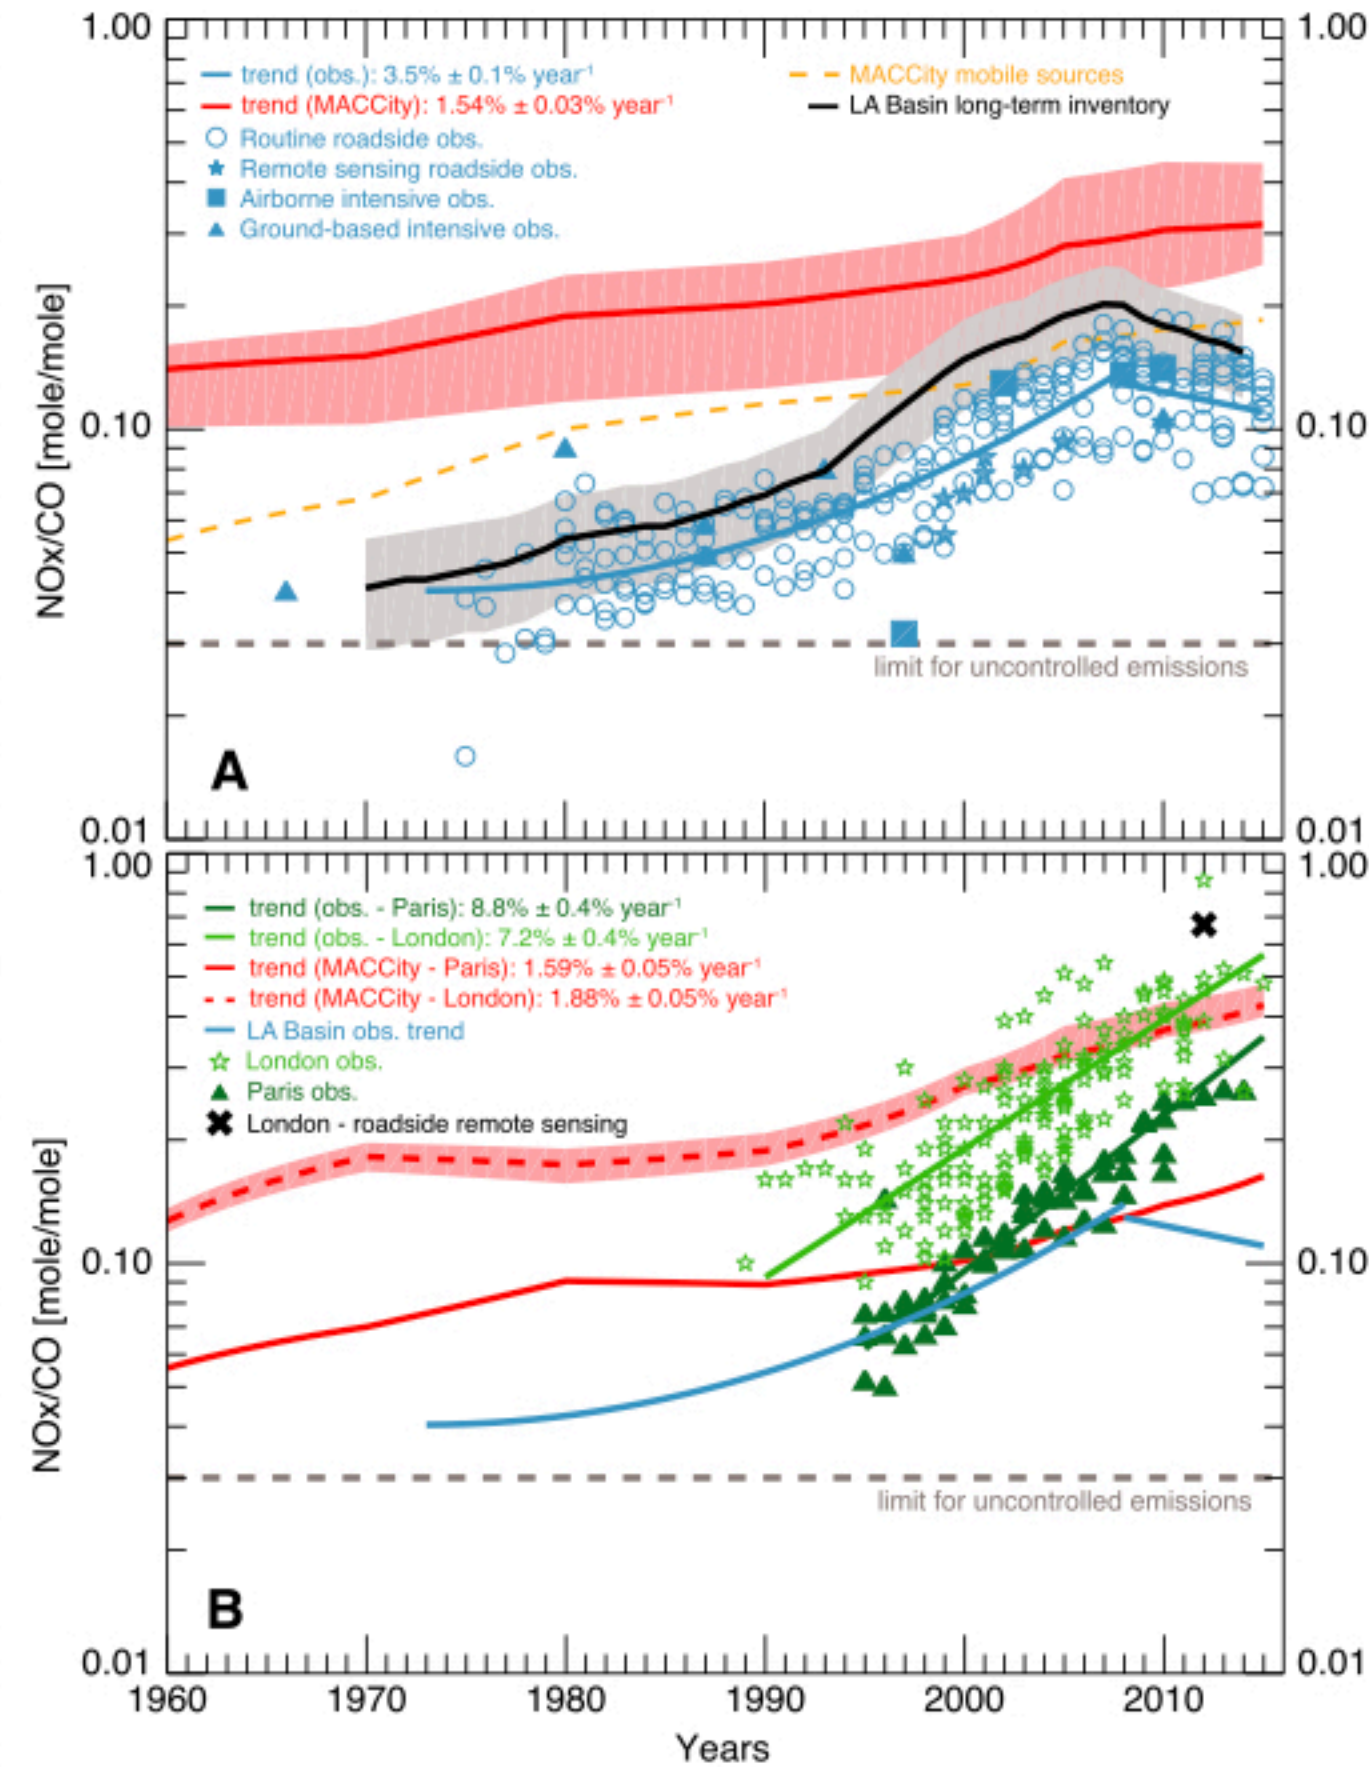 1.00
1.00
trend (obs.): 3.5% ± 0.1% year⁻¹
MACCity mobile sources
trend (MACCity): 1.54% ± 0.03% year⁻¹
LA Basin long-term inventory
Routine roadside obs.
Remote sensing roadside obs.
Airborne intensive obs.
Ground-based intensive obs.
NOx/CO [mole/mole]
0.10
0.10
limit for uncontrolled emissions
A
0.01
0.01
1.00
1.00
trend (obs. - Paris): 8.8% ± 0.4% year⁻¹
trend (obs. - London): 7.2% ± 0.4% year⁻¹
trend (MACCity - Paris): 1.59% ± 0.05% year⁻¹
trend (MACCity - London): 1.88% ± 0.05% year⁻¹
LA Basin obs. trend
London obs.
Paris obs.
London - roadside remote sensing
NOx/CO [mole/mole]
0.10
0.10
limit for uncontrolled emissions
B
0.01
0.01
1960 1970 1980 1990 2000 2010
Years